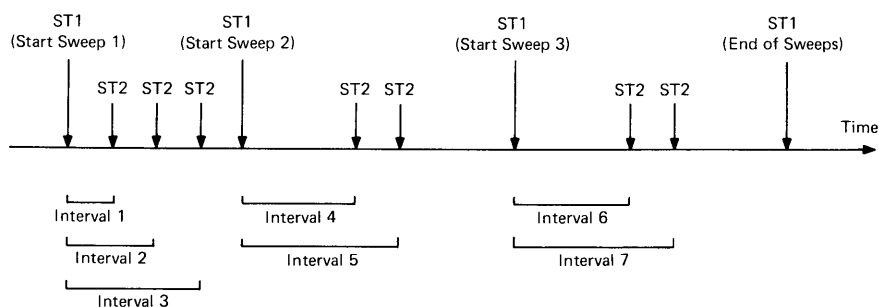 ST1
(Start Sweep 1)
ST1
(Start Sweep 2)
ST1
(Start Sweep 3)
ST1
(End of Sweeps)
ST2 ST2 ST2
ST2 ST2
ST2 ST2
Time
Interval 1
Interval 4
Interval 6
Interval 2
Interval 5
Interval 7
Interval 3